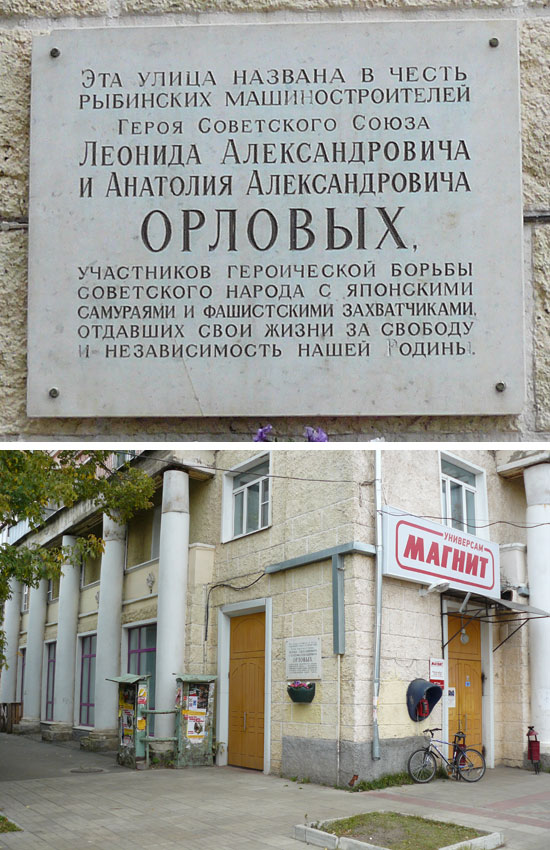 Эта улица названа в честь
рыбинских машиностроителей
Героя Советского Союза
Леонида Александровича
и Анатолия Александровича
ОРЛОВЫХ,
участников героической борьбы
советского народа с японскими
самураями и фашистскими захватчиками,
отдавших свои жизни за свободу
и независимость нашей Родины.
УНИВЕРСАМ
МАГНИТ
ОРЛОВЫХ